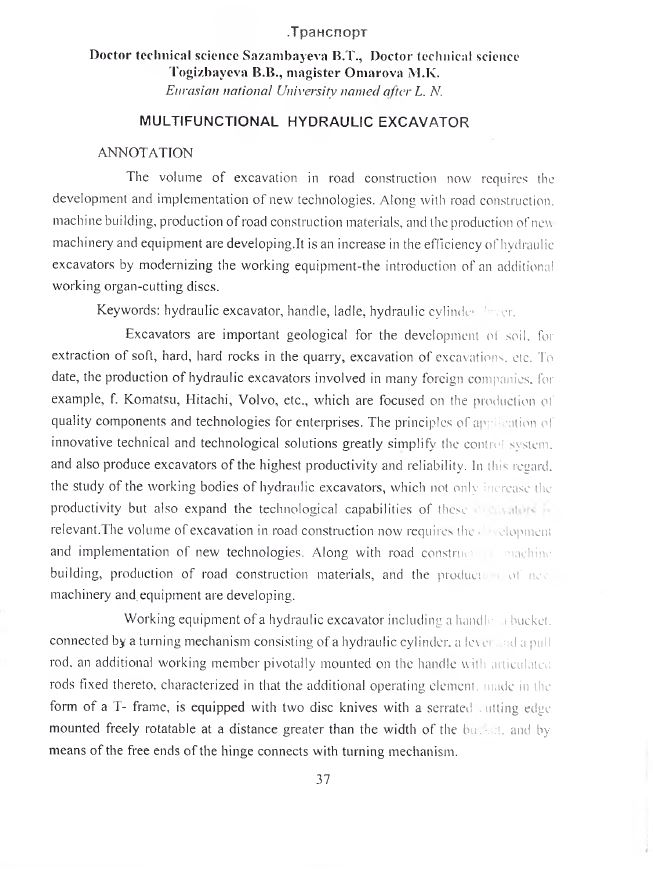 .Транспорт
Doctor technical science Sazambayeva B.T., Doctor technical science
Togizbayeva B.B., magister Omarova M.K.
Eurasian national University named after L. N.
MULTIFUNCTIONAL HYDRAULIC EXCAVATOR
ANNOTATION
The volume of excavation in road construction now requires the
development and implementation of new technologies. Along with road construction,
machine building, production of road construction materials, and the production of new
machinery and equipment are developing.It is an increase in the efficiency of hydraulic
excavators by modernizing the working equipment-the introduction of an additional
working organ-cutting discs.
Keywords: hydraulic excavator, handle, ladle, hydraulic cylinder
Excavators are important geological for the development of soil, for
extraction of soft, hard, hard rocks in the quarry, excavation of excavations, etc. To
date, the production of hydraulic excavators involved in many foreign companies, for
example, f. Komatsu, Hitachi, Volvo, etc., which are focused on the production of
quality components and technologies for enterprises. The principles of application of
innovative technical and technological solutions greatly simplify the control system,
and also produce excavators of the highest productivity and reliability. In this regard,
the study of the working bodies of hydraulic excavators, which not only increase the
productivity but also expand the technological capabilities of these
relevant.The volume of excavation in road construction now requires the development
and implementation of new technologies. Along with road machine
building, production of road construction materials, and the production of new
machinery and equipment are developing.
Working equipment of a hydraulic excavator including a handle bucket,
connected by a turning mechanism consisting of a hydraulic cylinder, a lever and a pull
rod, an additional working member pivotally mounted on the handle with articulated
rods fixed thereto, characterized in that the additional operating element, made in the
form of a T- frame, is equipped with two disc knives with a serrated cutting edge
mounted freely rotatable at a distance greater than the width of the bucket, and by
means of the free ends of the hinge connects with turning mechanism.
37